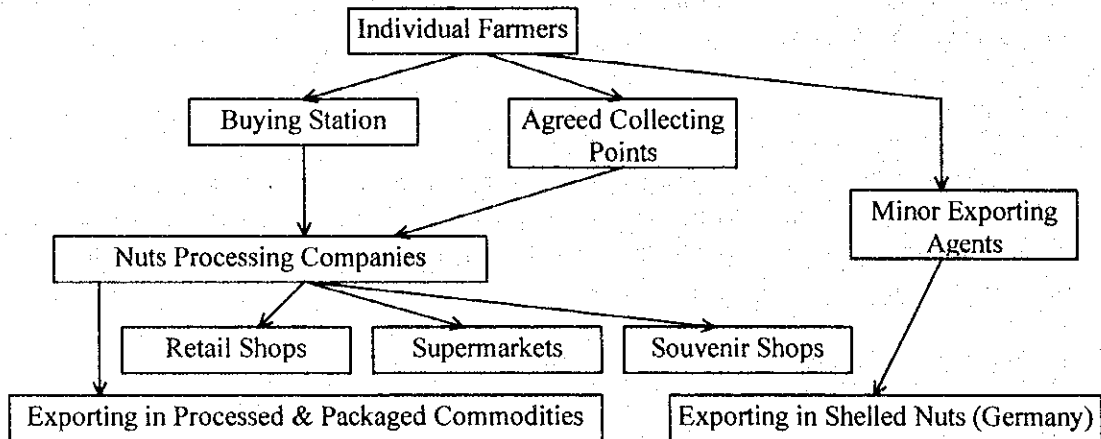 Individual Farmers
Buying Station
Agreed Collecting
Points
Minor Exporting
Agents
Nuts Processing Companies
Retail Shops
Supermarkets
Souvenir Shops
Exporting in Processed & Packaged Commodities
Exporting in Shelled Nuts (Germany)